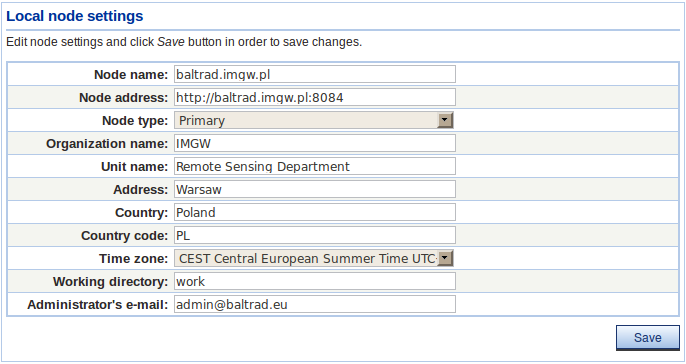 Local node settings
Edit node settings and click Save button in order to save changes.
Node name: baltrad.imgw.pl
Node address: http://baltrad.imgw.pl:8084
Node type: Primary
Organization name: IMGW
Unit name: Remote Sensing Department
Address: Warsaw
Country: Poland
Country code: PL
Time zone: CEST Central European Summer Time UTC
Working directory: work
Administrator's e-mail: admin@baltrad.eu
Save